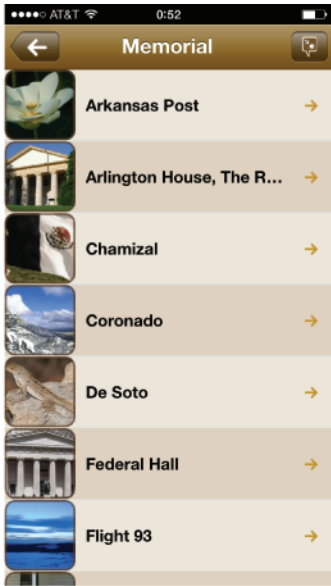 AT&T 0:52
Memorial
Arkansas Post
Arlington House, The R...
Chamizal
Coronado
De Soto
Federal Hall
Flight 93